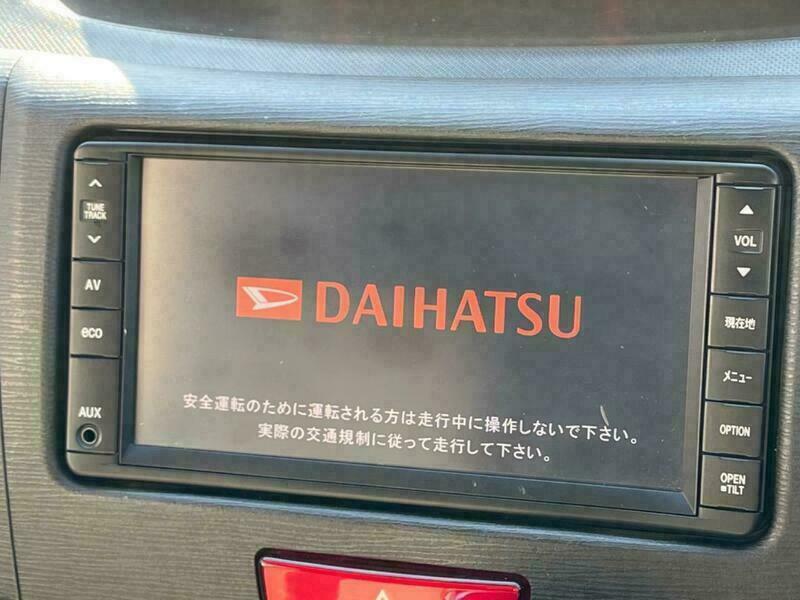 TUNE
TRACK
AV
eco
AUX
DAIHATSU
安全運転のために運転される方は走行中に操作しないで下さい。
実際の交通規制に従って走行して下さい。
VOL
現在地
メニュー
OPTION
OPEN
TILT